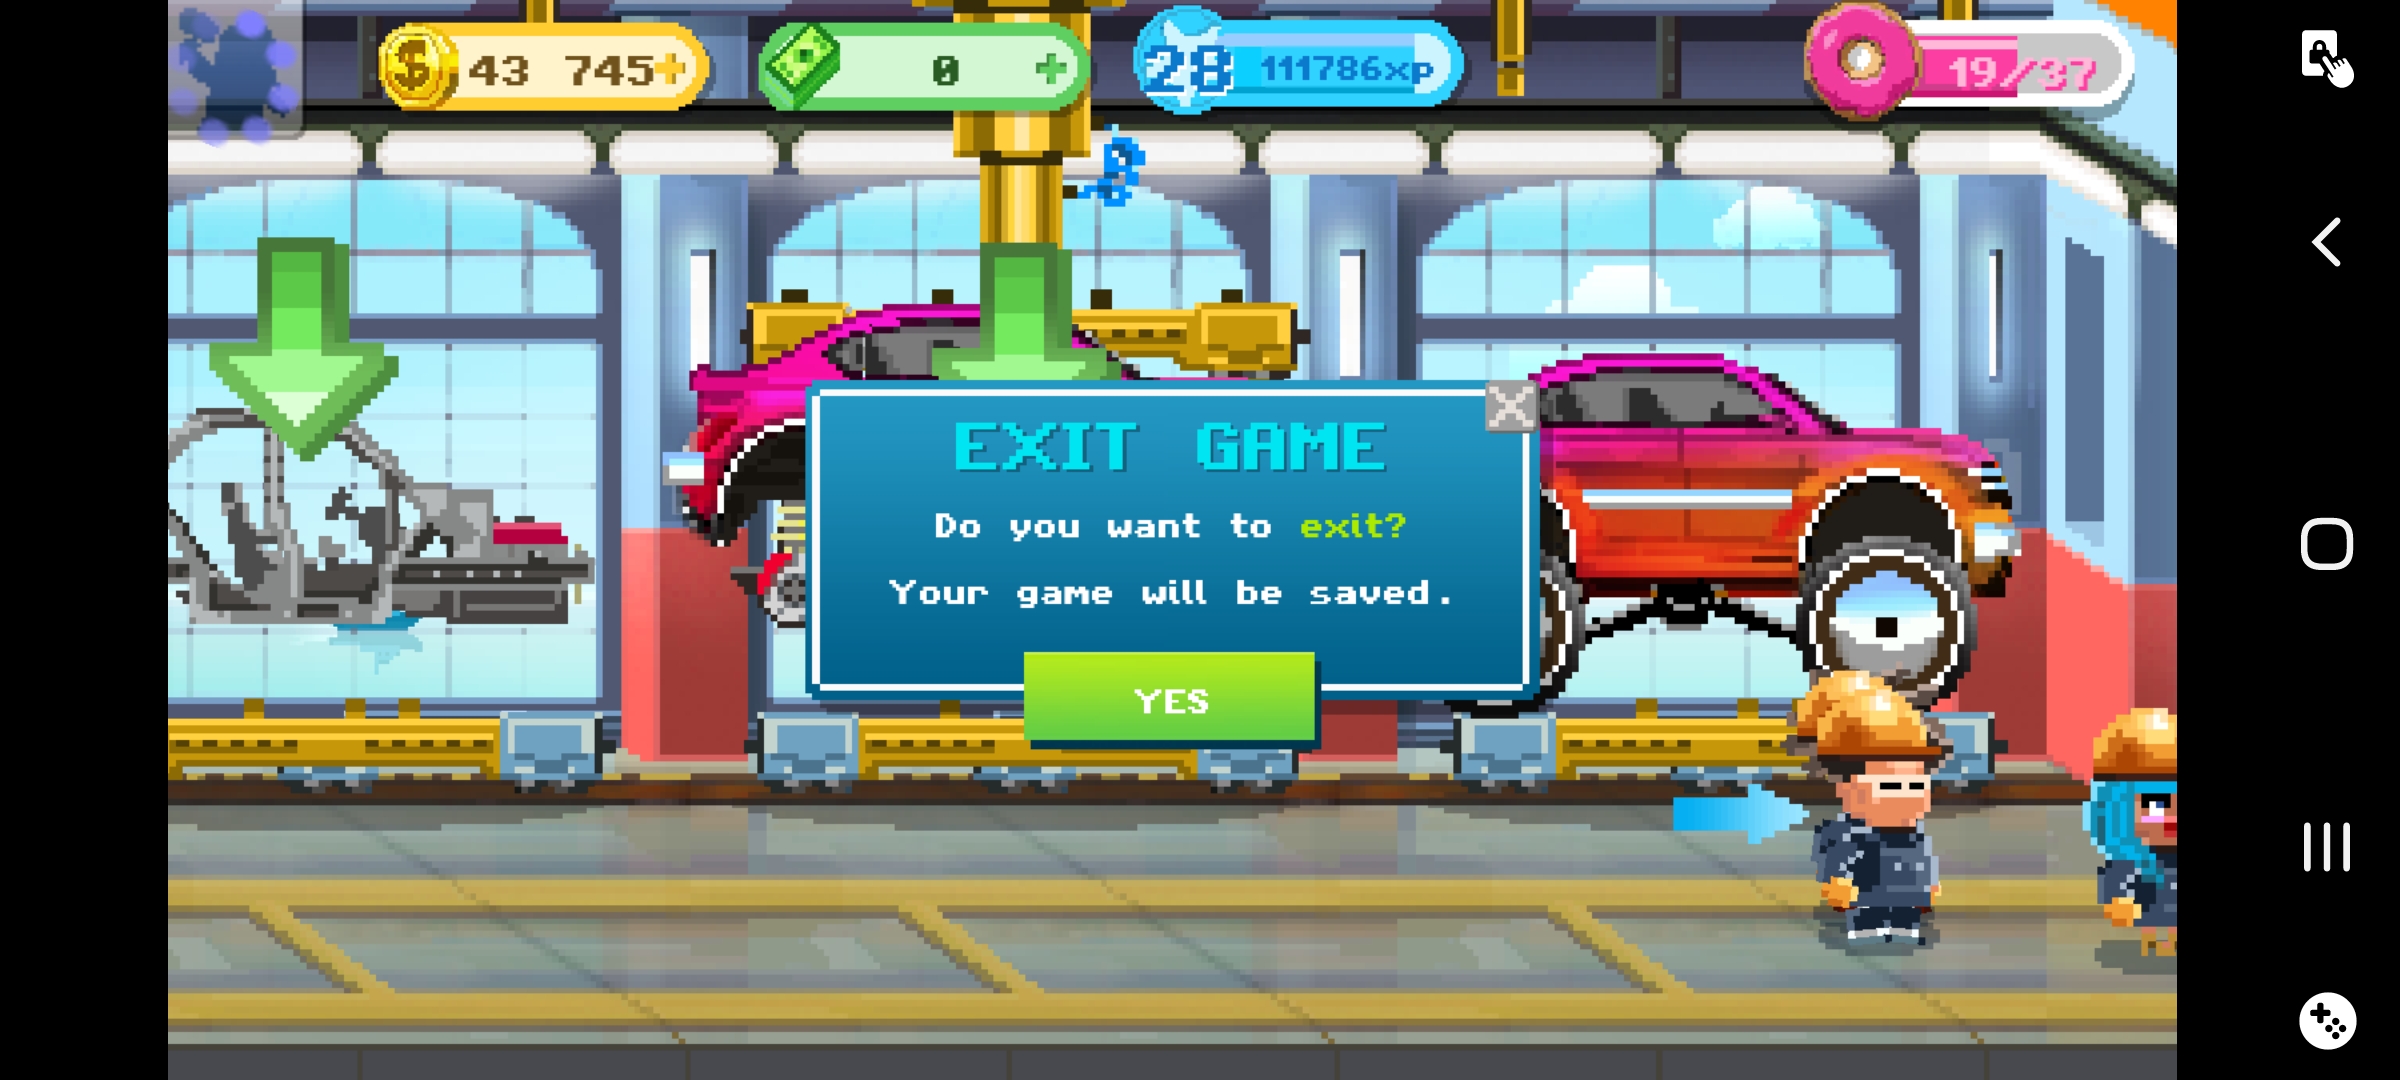 43 745
0
28 111786xp
19/37
EXIT GAME
Do you want to exit?
Your game will be saved.
YES